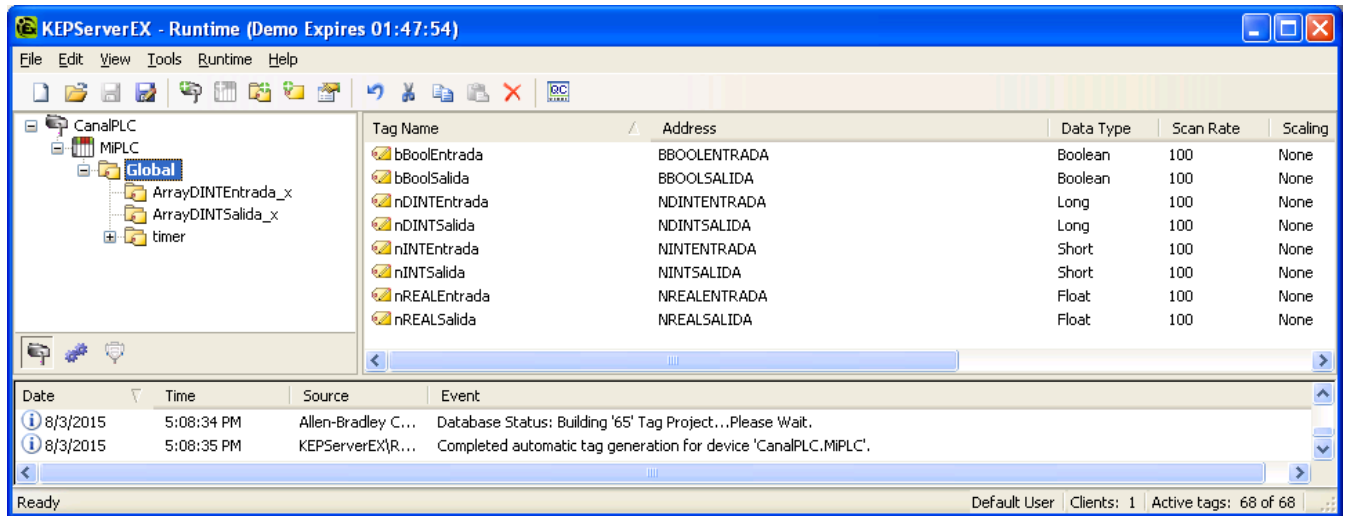 KEPServerEX - Runtime (Demo Expires 01:47:54)
File Edit View Tools Runtime Help
QC
CanalPLC
MiPLC
Global
ArrayDINTEntrada_x
ArrayDINTSalida_x
timer
Tag Name Address Data Type Scan Rate Scaling
bBoolEntrada BBOOLENTRADA Boolean 100 None
bBoolSalida BBOOLSALIDA Boolean 100 None
nDINTEntrada NDINTENTRADA Long 100 None
nDINTSalida NDINTSALIDA Long 100 None
nINTEntrada NINTENTRADA Short 100 None
nINTSalida NINTSALIDA Short 100 None
nREALEntrada NREALENTRADA Float 100 None
nREALSalida NREALSALIDA Float 100 None
Date Time Source Event
8/3/2015 5:08:34 PM Allen-Bradley C... Database Status: Building '65' Tag Project...Please Wait.
8/3/2015 5:08:35 PM KEPServerEX\R... Completed automatic tag generation for device 'CanalPLC.MiPLC'.
Ready Default User Clients: 1 Active tags: 68 of 68